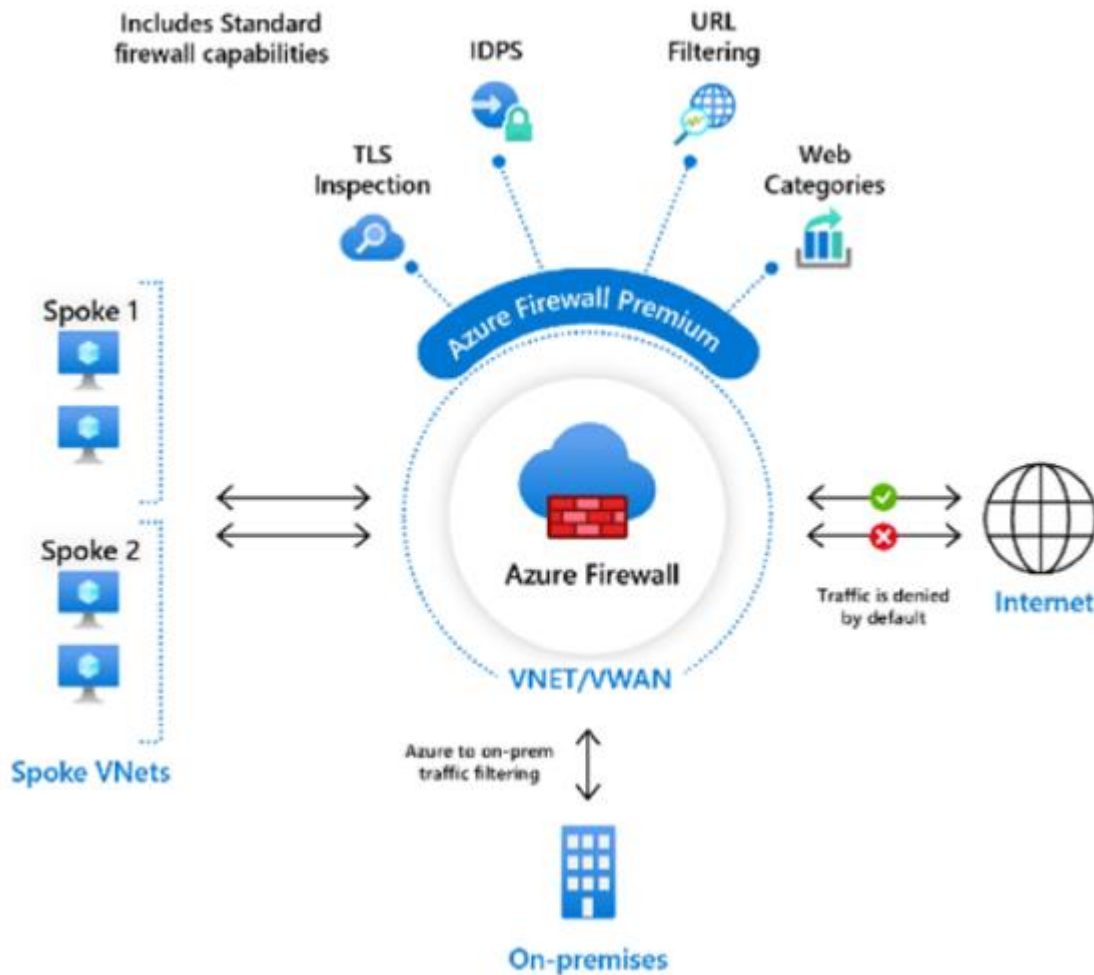 Includes Standard
firewall capabilities
IDPS
URL
Filtering
TLS
Inspection
Web
Categories
Azure Firewall Premium
Spoke 1
Spoke 2
Spoke VNets
Azure Firewall
VNET/VWAN
Traffic is denied
by default
Internet
Azure to on-prem
traffic filtering
On-premises